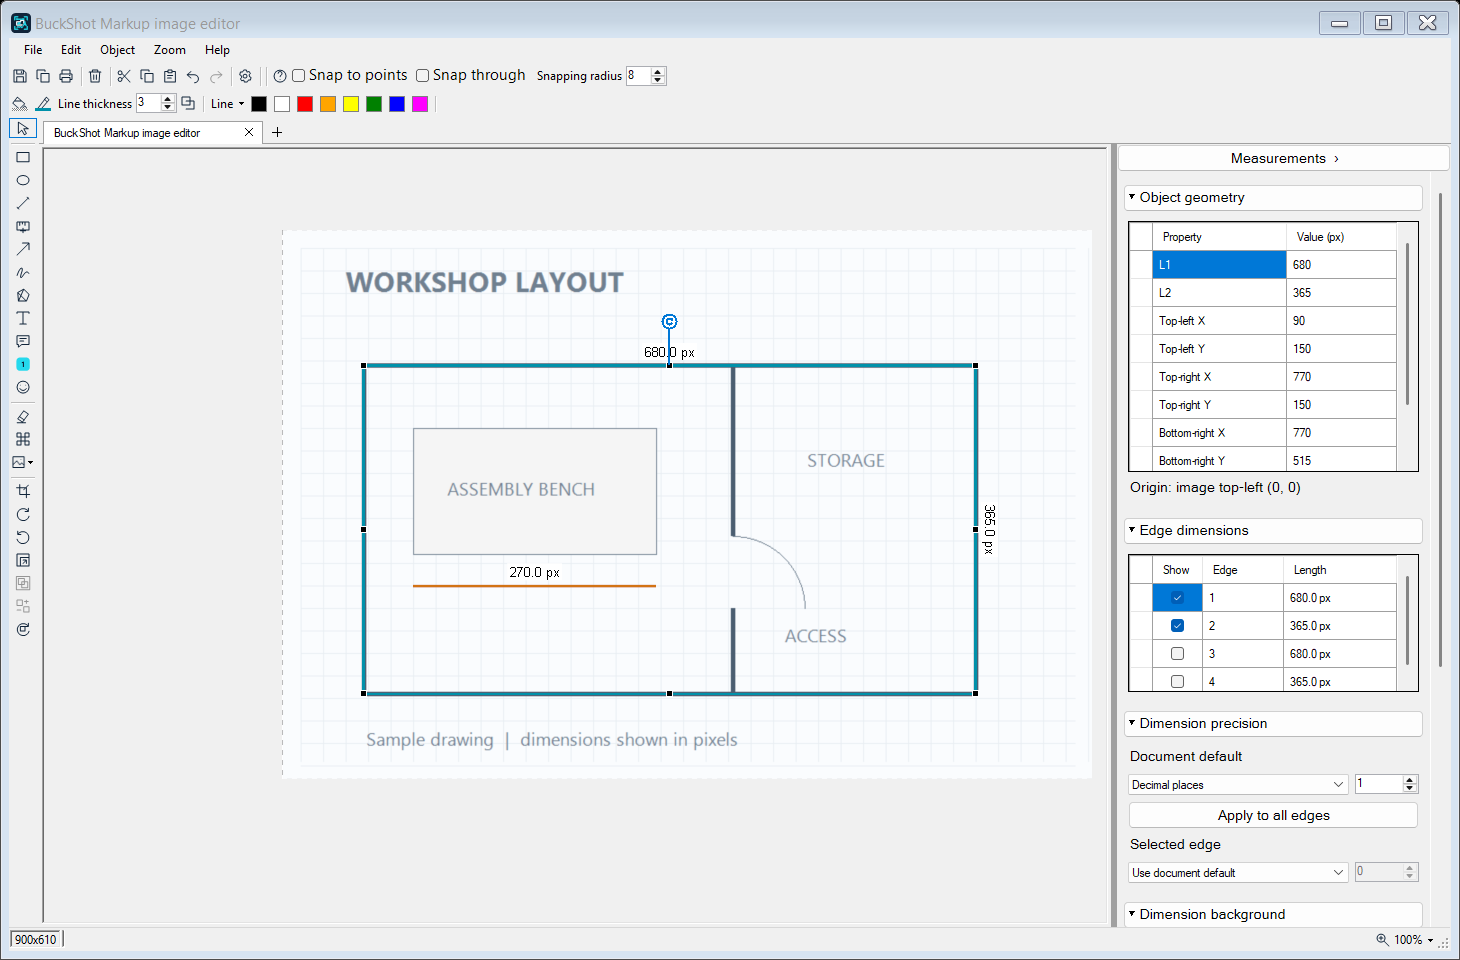 BuckShot Markup image editor
File Edit Object Zoom Help
Snap to points Snap through Snapping radius 8
Line thickness 3 Line
BuckShot Markup image editor
1
WORKSHOP LAYOUT
680.0 px
STORAGE
ASSEMBLY BENCH
365.0 px
270.0 px
ACCESS
Sample drawing | dimensions shown in pixels
Measurements ›
Object geometry
Property Value (px)
L1 680
L2 365
Top-left X 90
Top-left Y 150
Top-right X 770
Top-right Y 150
Bottom-right X 770
Bottom-right Y 515
Origin: image top-left (0, 0)
Edge dimensions
Show Edge Length
1 680.0 px
2 365.0 px
3 680.0 px
4 365.0 px
Dimension precision
Document default
Decimal places 1
Apply to all edges
Selected edge
Use document default 0
Dimension background
900x610 100%